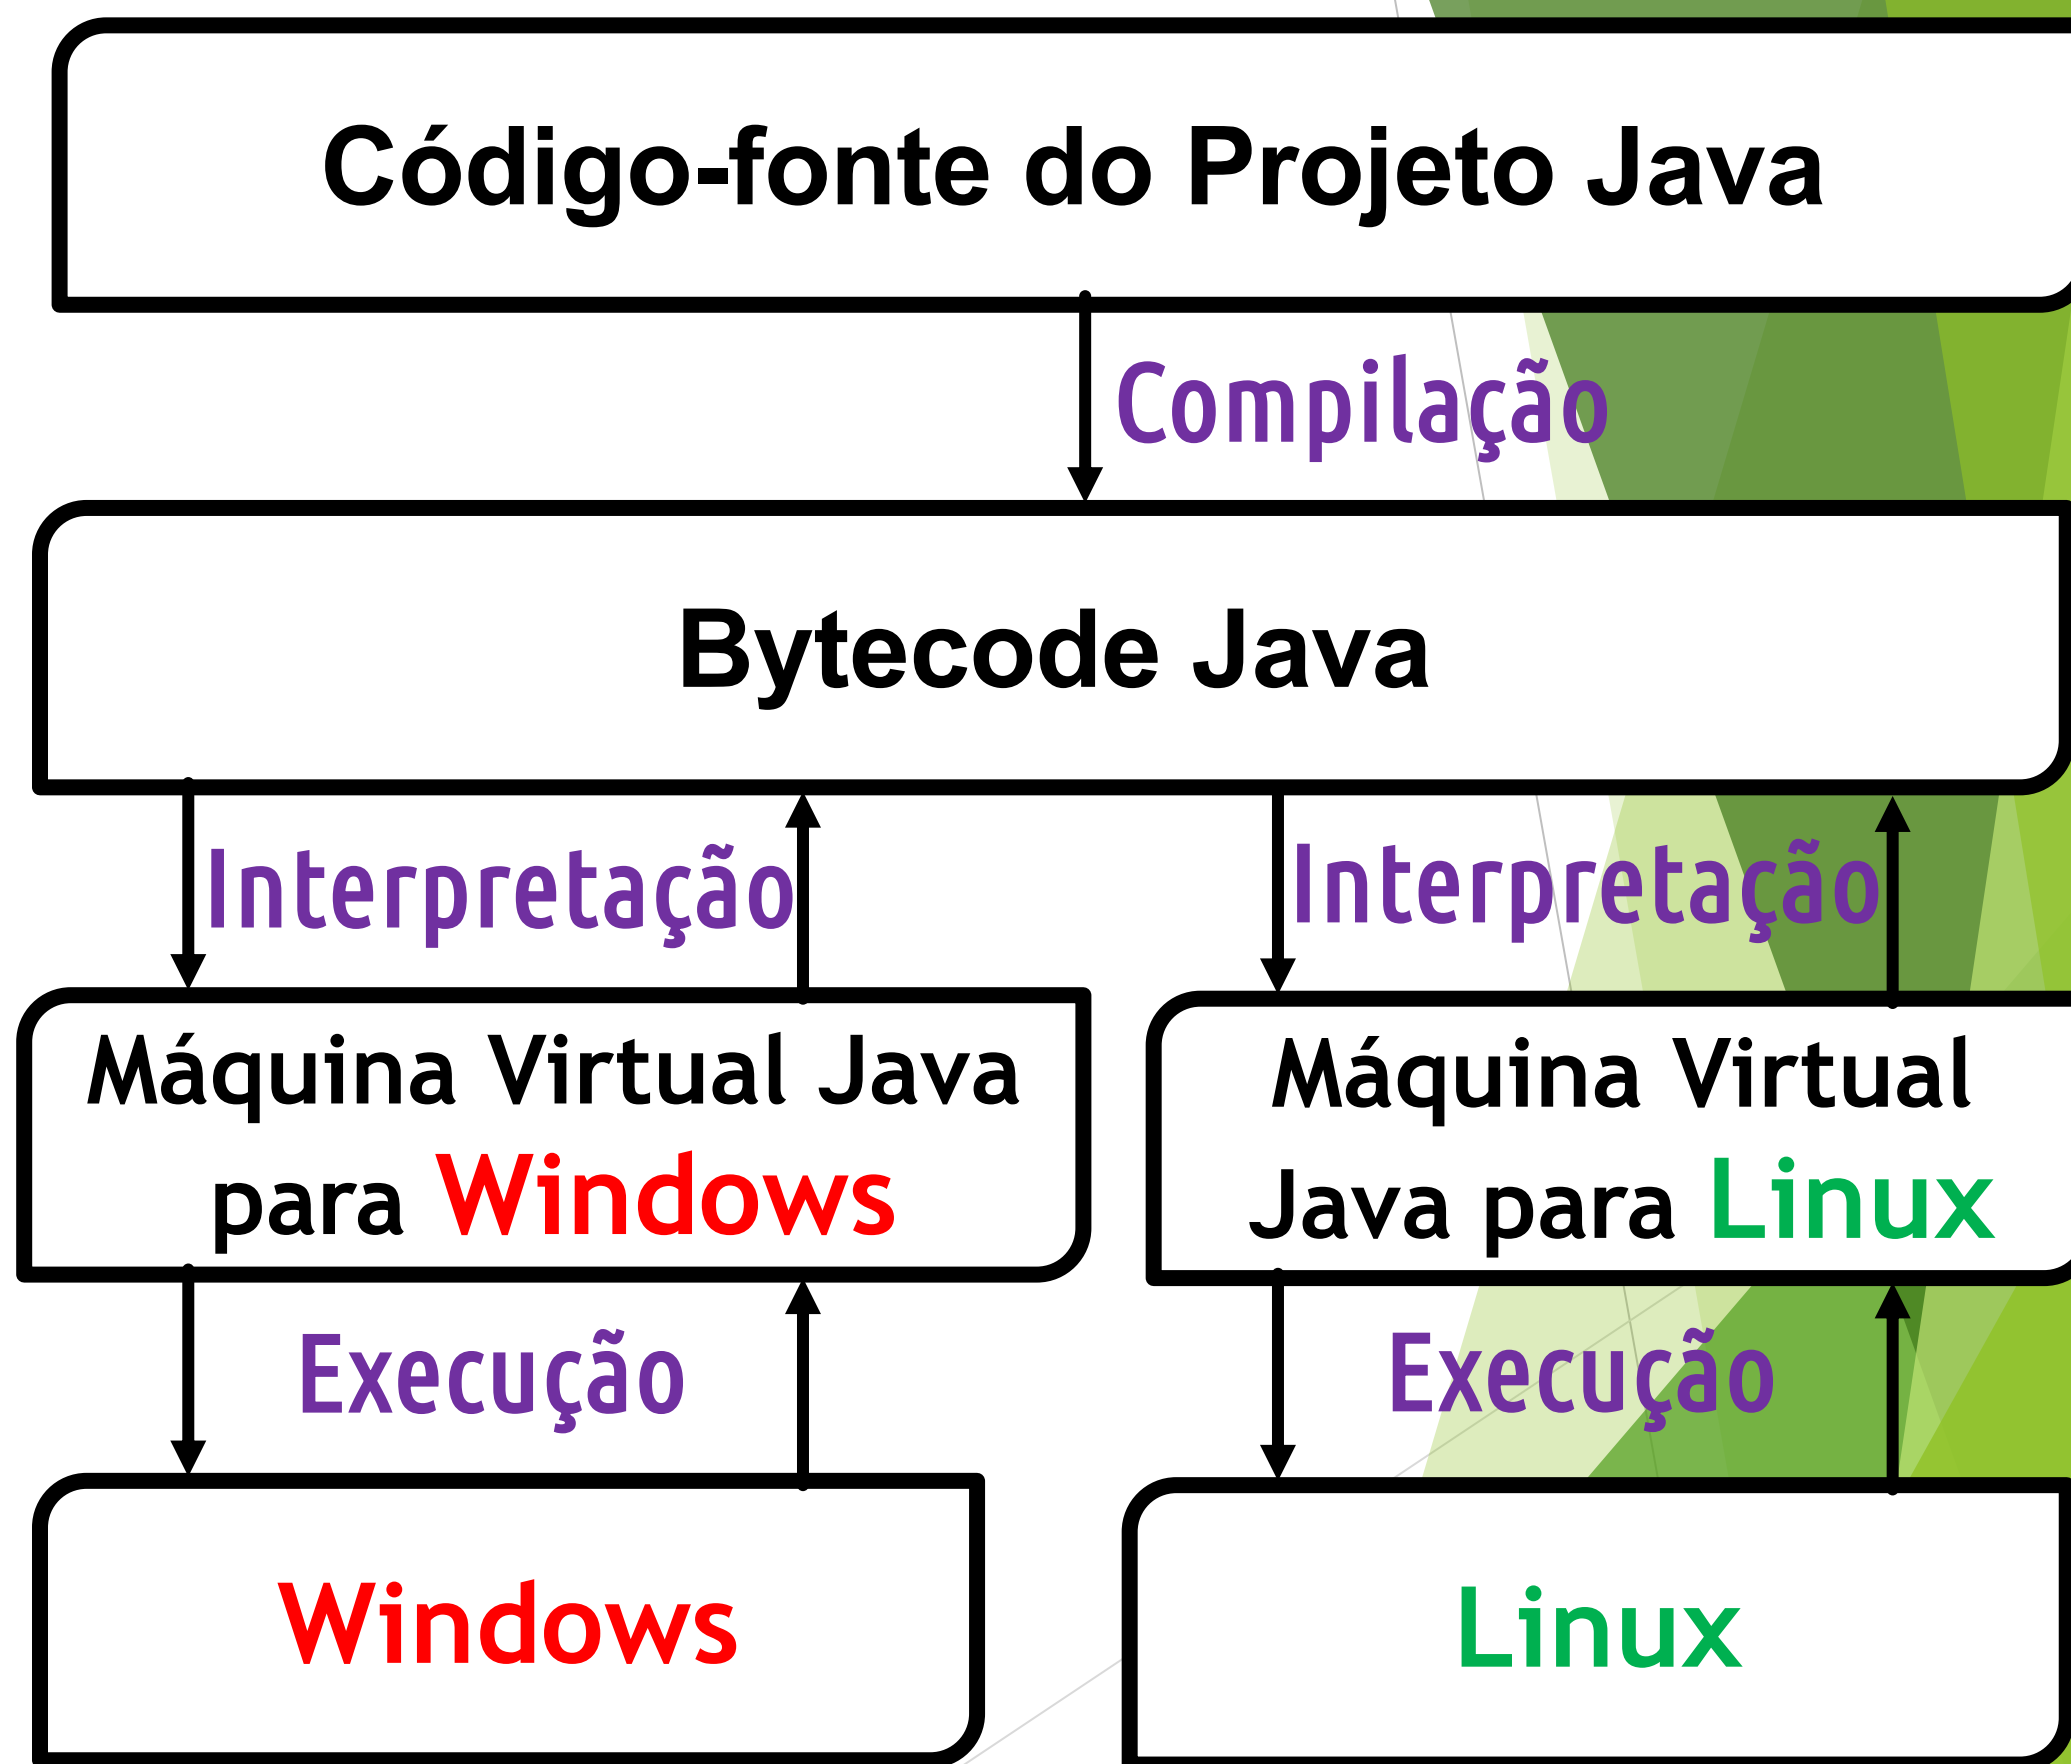 Código-fonte do Projeto Java
Compilação
Bytecode Java
Interpretação
Interpretação
Máquina Virtual Java
para Windows
Máquina Virtual
Java para Linux
Execução
Execução
Windows
Linux